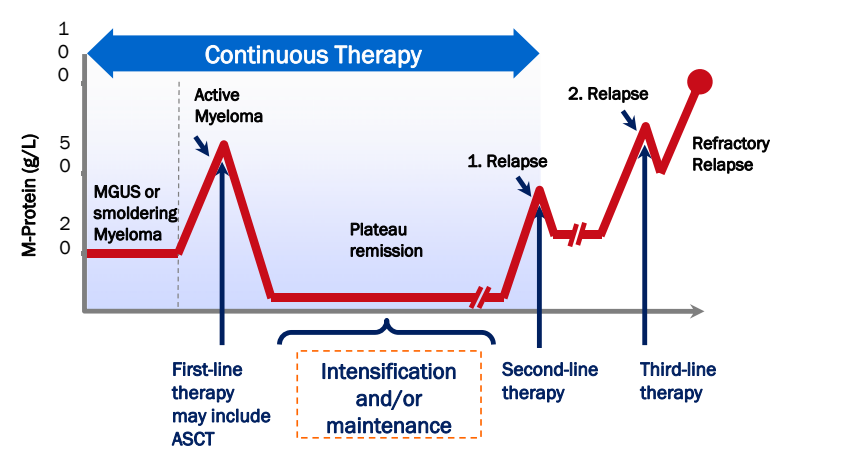 1
0
0
Continuous Therapy
Active
Myeloma
2. Relapse
5
0
M-Protein (g/L)
1. Relapse
Refractory
Relapse
MGUS or
smoldering
Myeloma
2
0
Plateau
remission
First-line
therapy
may include
ASCT
Intensification
and/or
maintenance
Second-line
therapy
Third-line
therapy